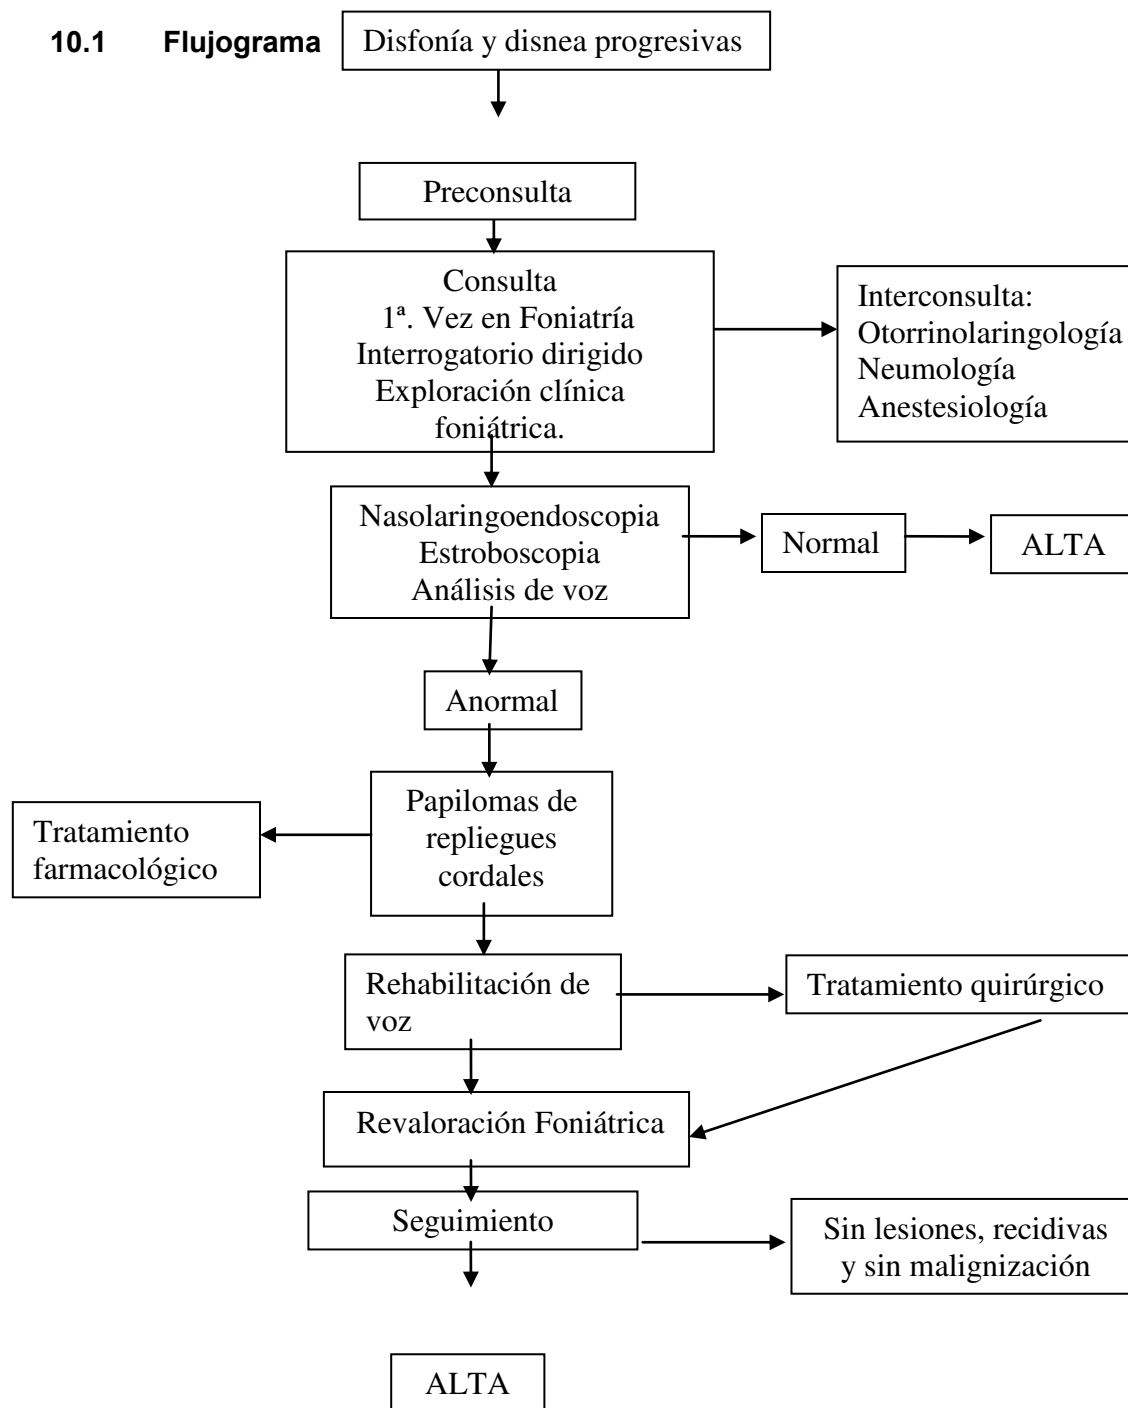 10.1 Flujograma
Disfonía y disnea progresivas
Preconsulta
Consulta
1ª. Vez en Foniatría
Interrogatorio dirigido
Exploración clínica
foniátrica.
Interconsulta:
Otorrinolaringología
Neumología
Anestesiología
Nasolaringoendoscopia
Estroboscopia
Análisis de voz
Normal
ALTA
Anormal
Papilomas de
repliegues
cordales
Tratamiento
farmacológico
Rehabilitación de
voz
Tratamiento quirúrgico
Revaloración Foniátrica
Seguimiento
Sin lesiones, recidivas
y sin malignización
ALTA